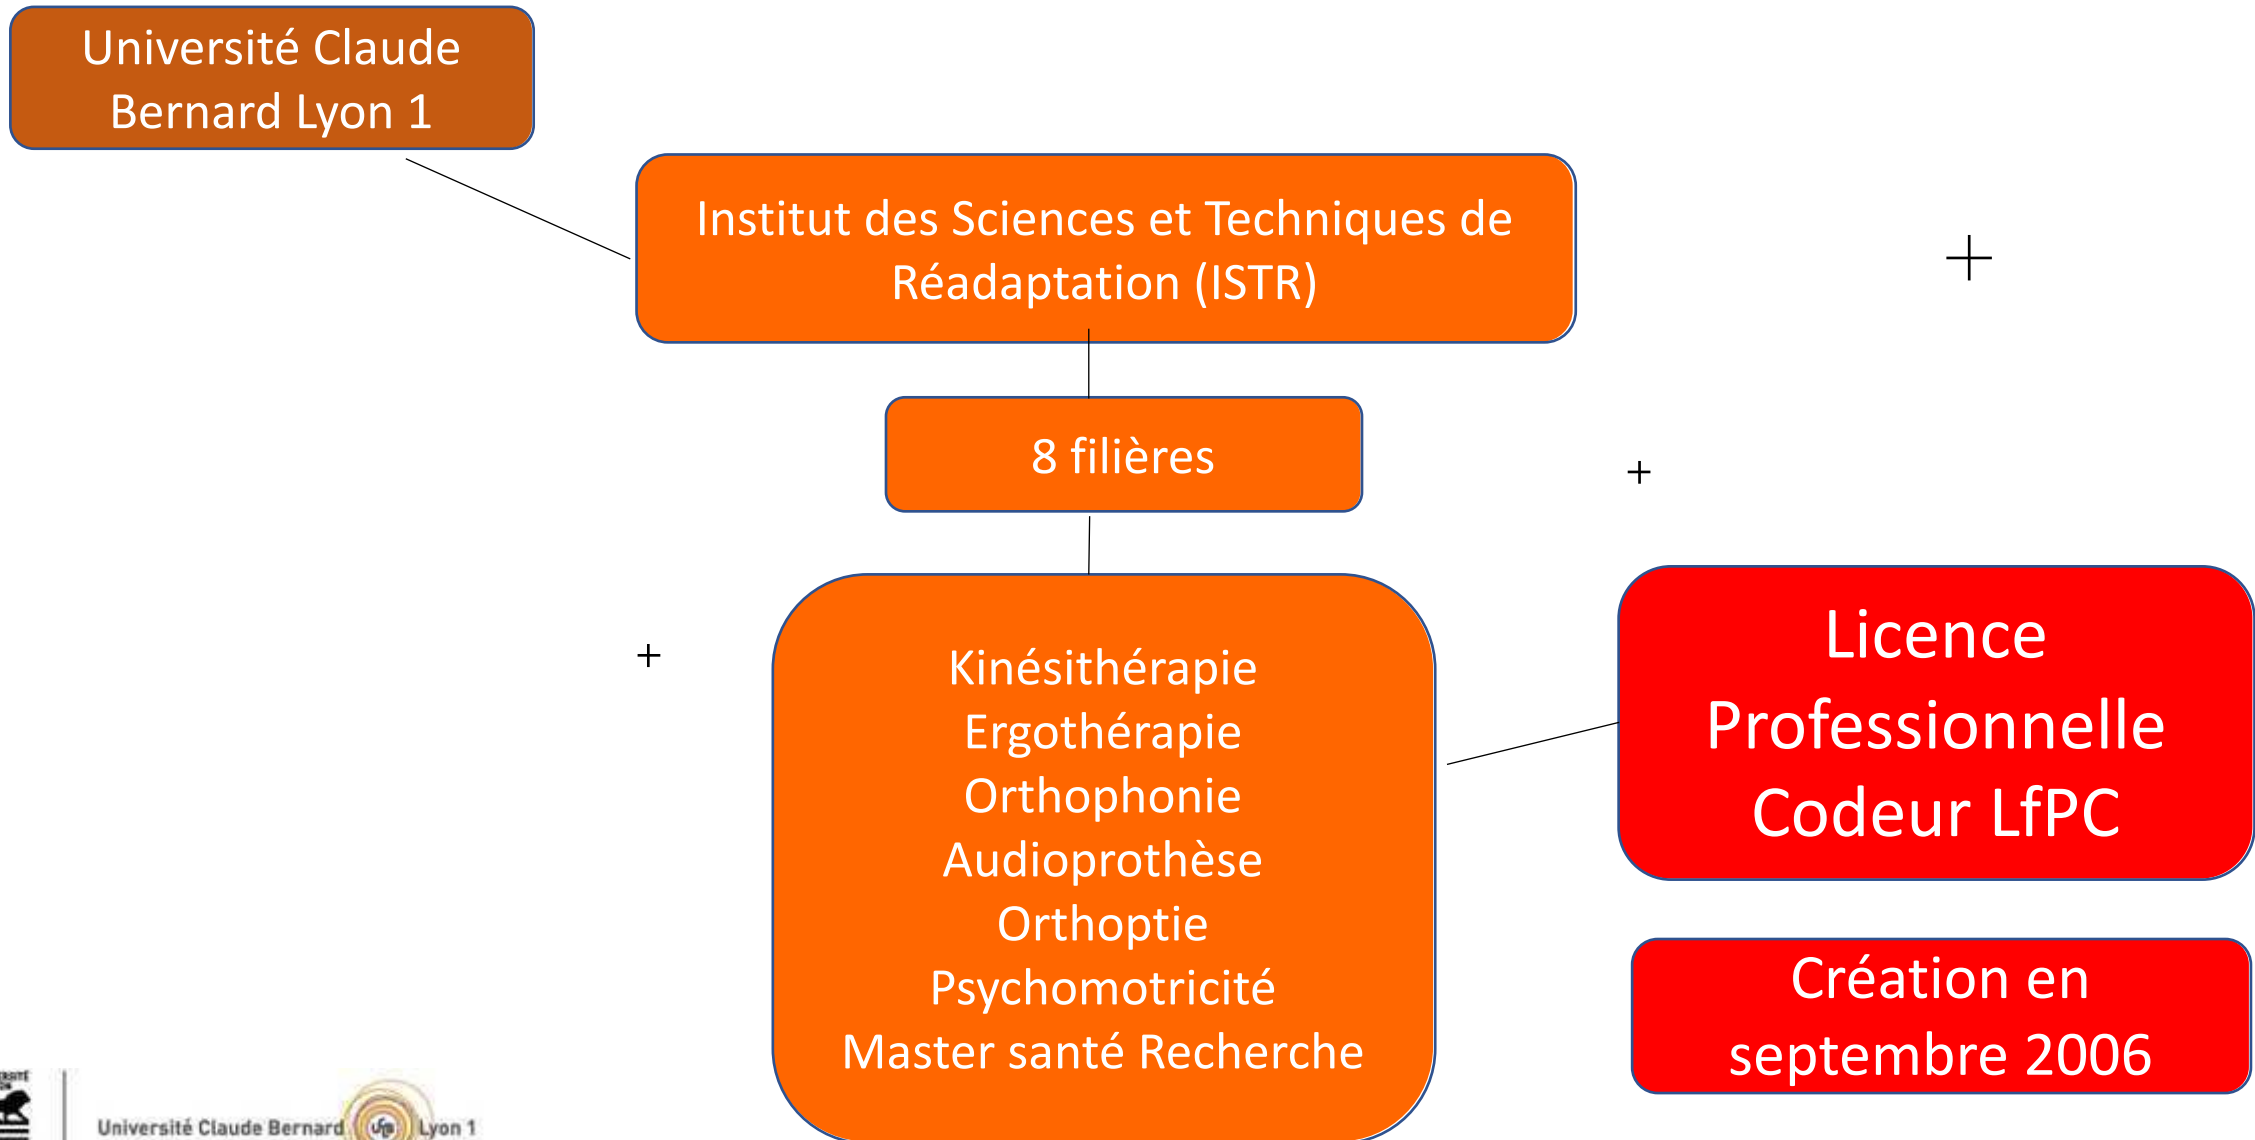 Université Claude
Bernard Lyon 1
Institut des Sciences et Techniques de
Réadaptation (ISTR)
8 filières
Kinésithérapie
Ergothérapie
Orthophonie
Audioprothèse
Orthoptie
Psychomotricité
Master santé Recherche
Licence
Professionnelle
Codeur LfPC
Création en
septembre 2006
Université Claude Bernard Lyon 1